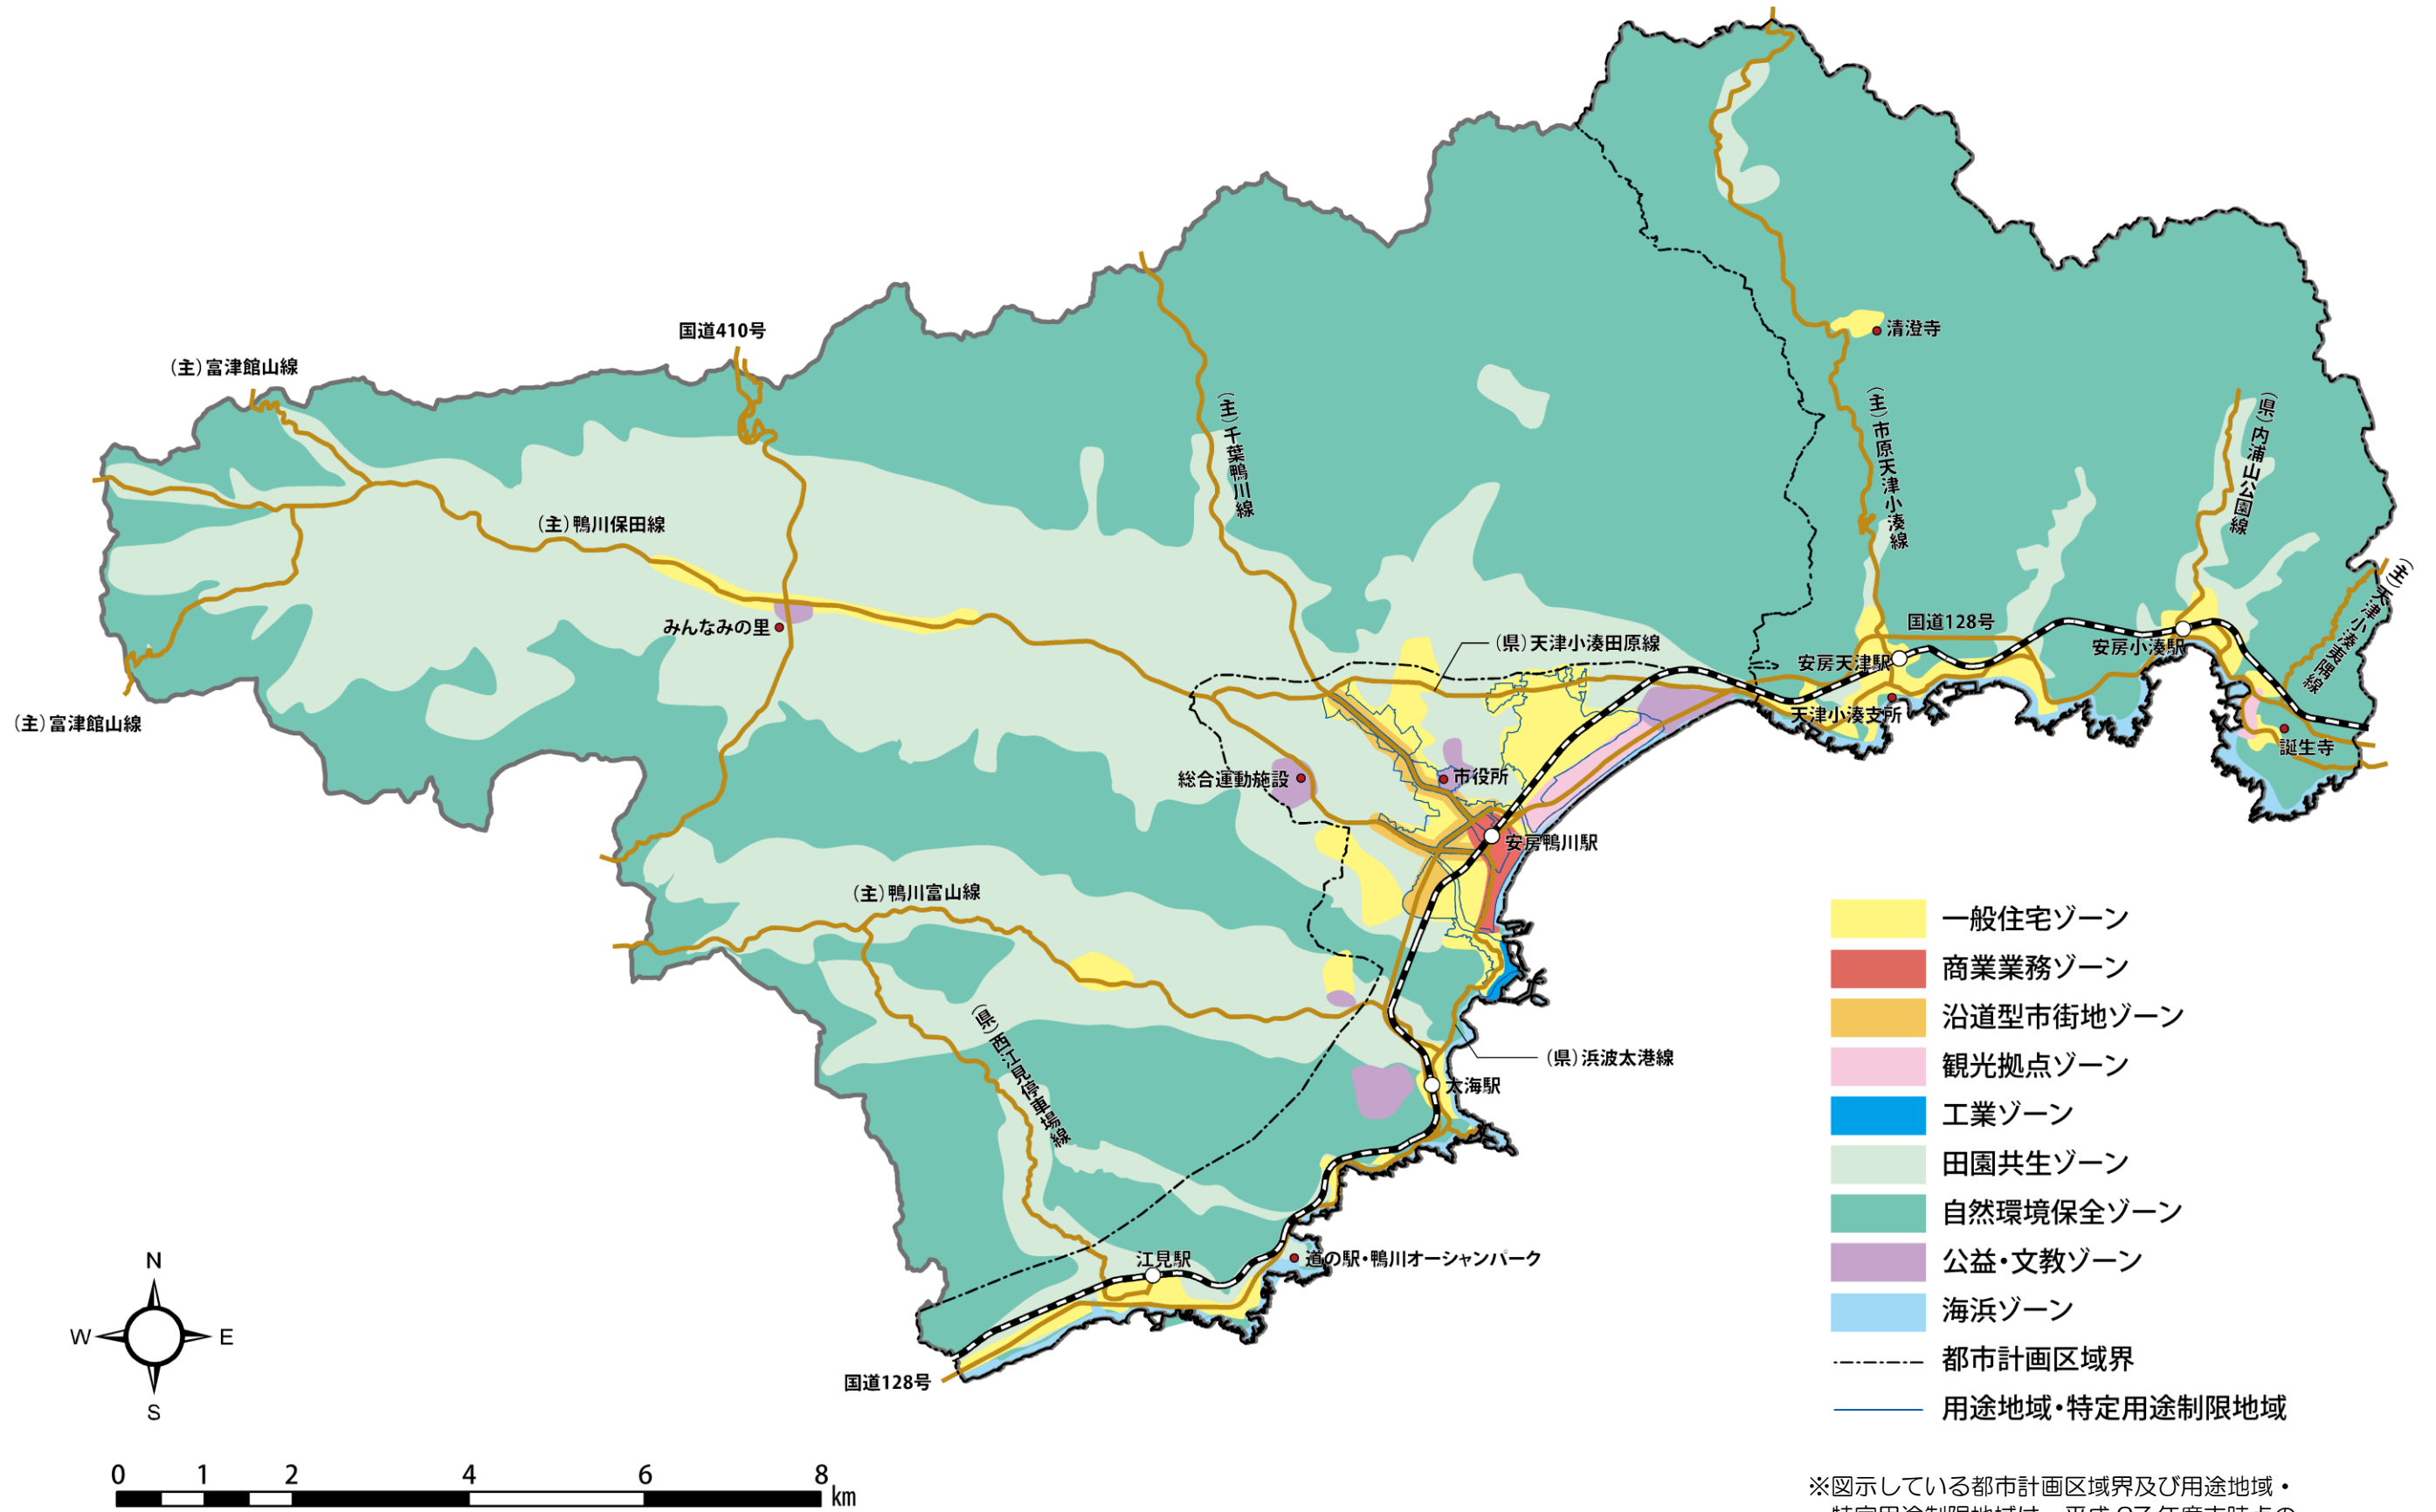 国道410号
(主)富津館山線
(主)千葉鴨川線
清澄寺
(主)市原天津小湊線
(県)内浦山公園線
(主)鴨川保田線
(主)天津小湊夷隅線
みんなみの里
国道128号
(県)天津小湊田原線
安房天津駅
安房小湊駅
(主)富津館山線
天津小湊支所
誕生寺
総合運動施設
市役所
安房鴨川駅
(主)鴨川富山線
(県)西江見停車場線
(県)浜波太港線
太海駅
江見駅
道の駅・鴨川オーシャンパーク
国道128号
一般住宅ゾーン
商業業務ゾーン
沿道型市街地ゾーン
観光拠点ゾーン
工業ゾーン
田園共生ゾーン
自然環境保全ゾーン
公益・文教ゾーン
海浜ゾーン
都市計画区域界
用途地域・特定用途制限地域
N
W E
S
0 1 2 4 6 8
km
※図示している都市計画区域界及び用途地域・